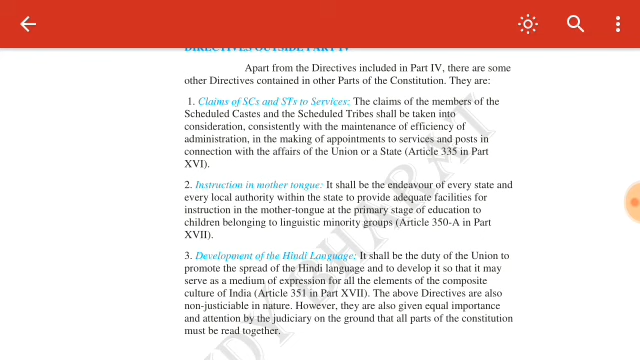 DIRECTIVES OUTSIDE PART IV
Apart from the Directives included in Part IV, there are some
other Directives contained in other Parts of the Constitution. They are:
1. Claims of SCs and STs to Services: The claims of the members of the
Scheduled Castes and the Scheduled Tribes shall be taken into
consideration, consistently with the maintenance of efficiency of
administration, in the making of appointments to services and posts in
connection with the affairs of the Union or a State (Article 335 in Part
XVI).
2. Instruction in mother tongue: It shall be the endeavour of every state and
every local authority within the state to provide adequate facilities for
instruction in the mother-tongue at the primary stage of education to
children belonging to linguistic minority groups (Article 350-A in Part
XVII).
3. Development of the Hindi Language: It shall be the duty of the Union to
promote the spread of the Hindi language and to develop it so that it may
serve as a medium of expression for all the elements of the composite
culture of India (Article 351 in Part XVII). The above Directives are also
non-justiciable in nature. However, they are also given equal importance
and attention by the judiciary on the ground that all parts of the constitution
must be read together.